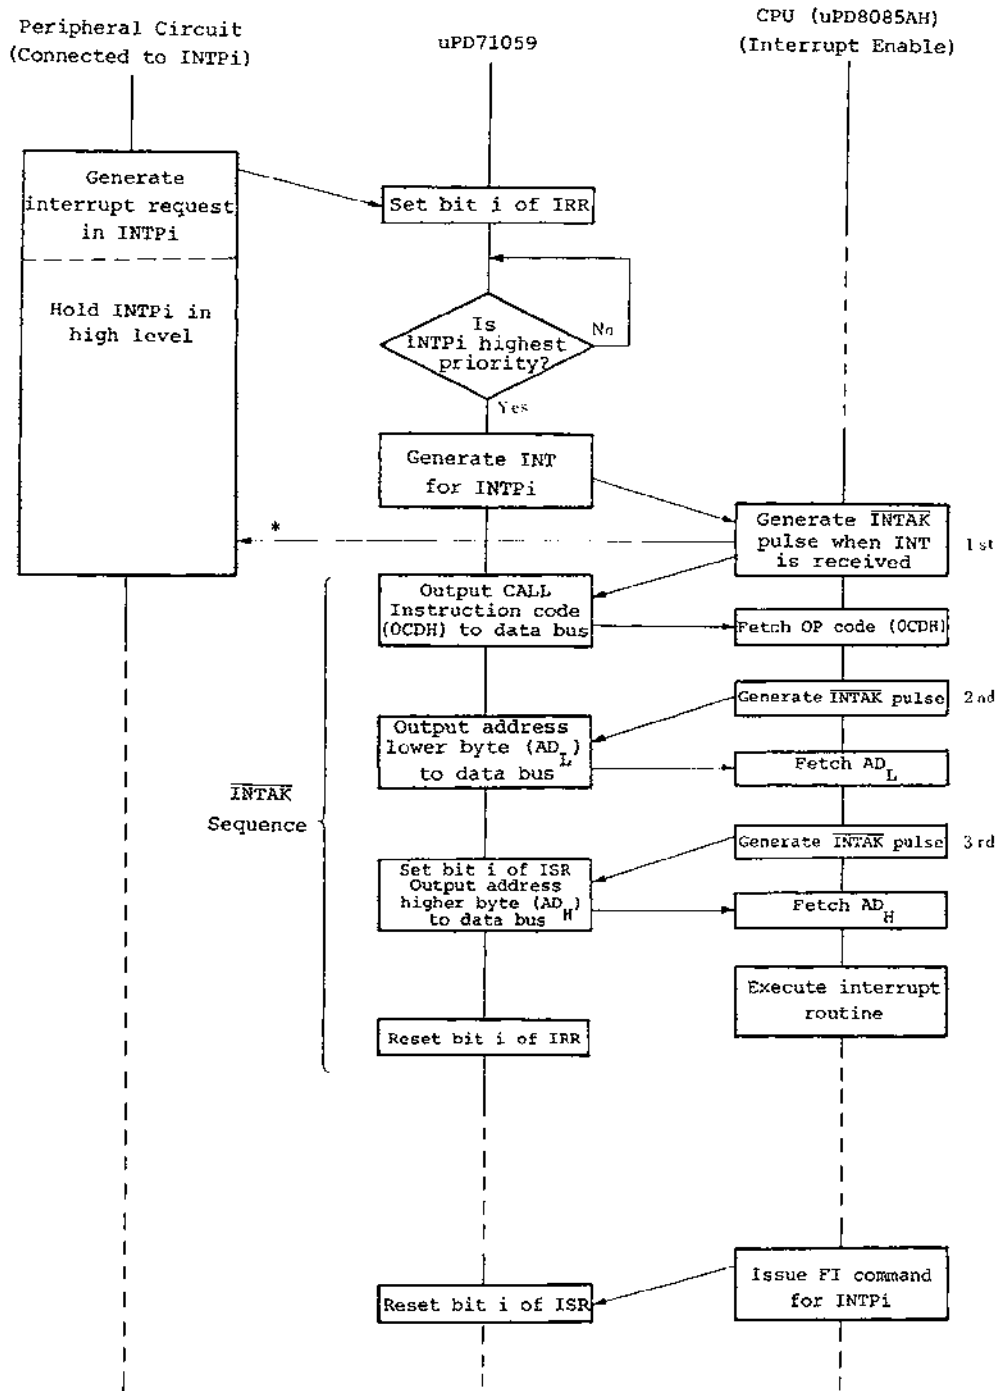 Peripheral Circuit
(Connected to INTPi)
uPD71059
CPU (uPD8085AH)
(Interrupt Enable)
Generate
interrupt request
in INTPi
Set bit i of IRR
Hold INTPi in
high level
Is
INTPi highest
priority?
No
Yes
Generate INT
for INTPi
Generate INTAK
pulse when INT
is received
1st
*
Output CALL
Instruction code
(0CDH) to data bus
Fetch OP code (0CDH)
Generate INTAK pulse
2nd
Output address
lower byte (ADL)
to data bus
Fetch ADL
INTAK
Sequence
Generate INTAK pulse
3rd
Set bit i of ISR
Output address
higher byte (ADH)
to data bus
Fetch ADH
Execute interrupt
routine
Reset bit i of IRR
Issue FI command
for INTPi
Reset bit i of ISR